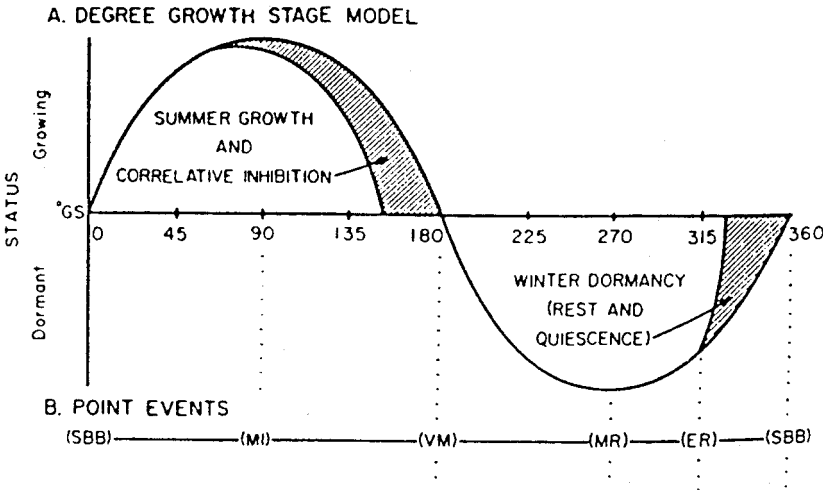 A. DEGREE GROWTH STAGE MODEL
STATUS
Growing
Dormant
SUMMER GROWTH
AND
CORRELATIVE INHIBITION
°GS
0 45 90 135 180 225 270 315 360
WINTER DORMANCY
(REST AND
QUIESCENCE)
B. POINT EVENTS
(SBB) (MI) (VM) (MR) (ER) (SBB)